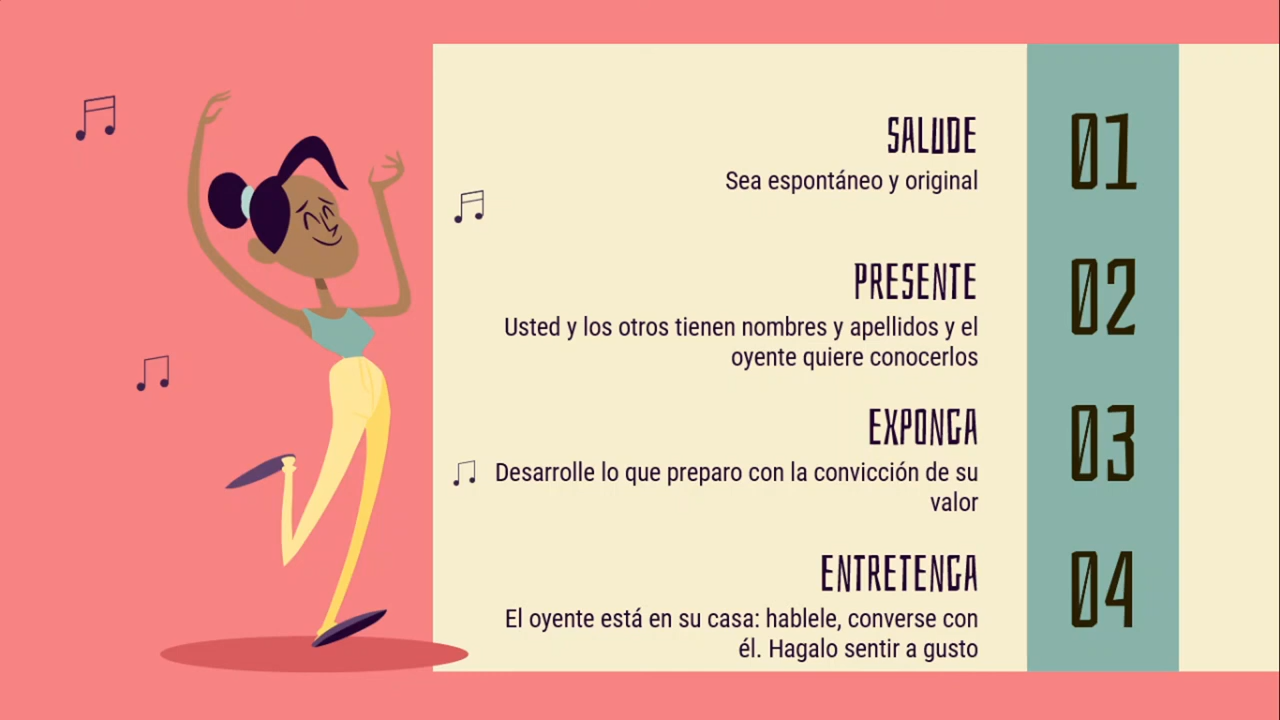 SALUDE
01
Sea espontáneo y original
PRESENTE
02
Usted y los otros tienen nombres y apellidos y el
oyente quiere conocerlos
EXPONGA
03
Desarrolle lo que preparo con la convicción de su
valor
ENTRETENGA
04
El oyente está en su casa: hablele, converse con
él. Hagalo sentir a gusto